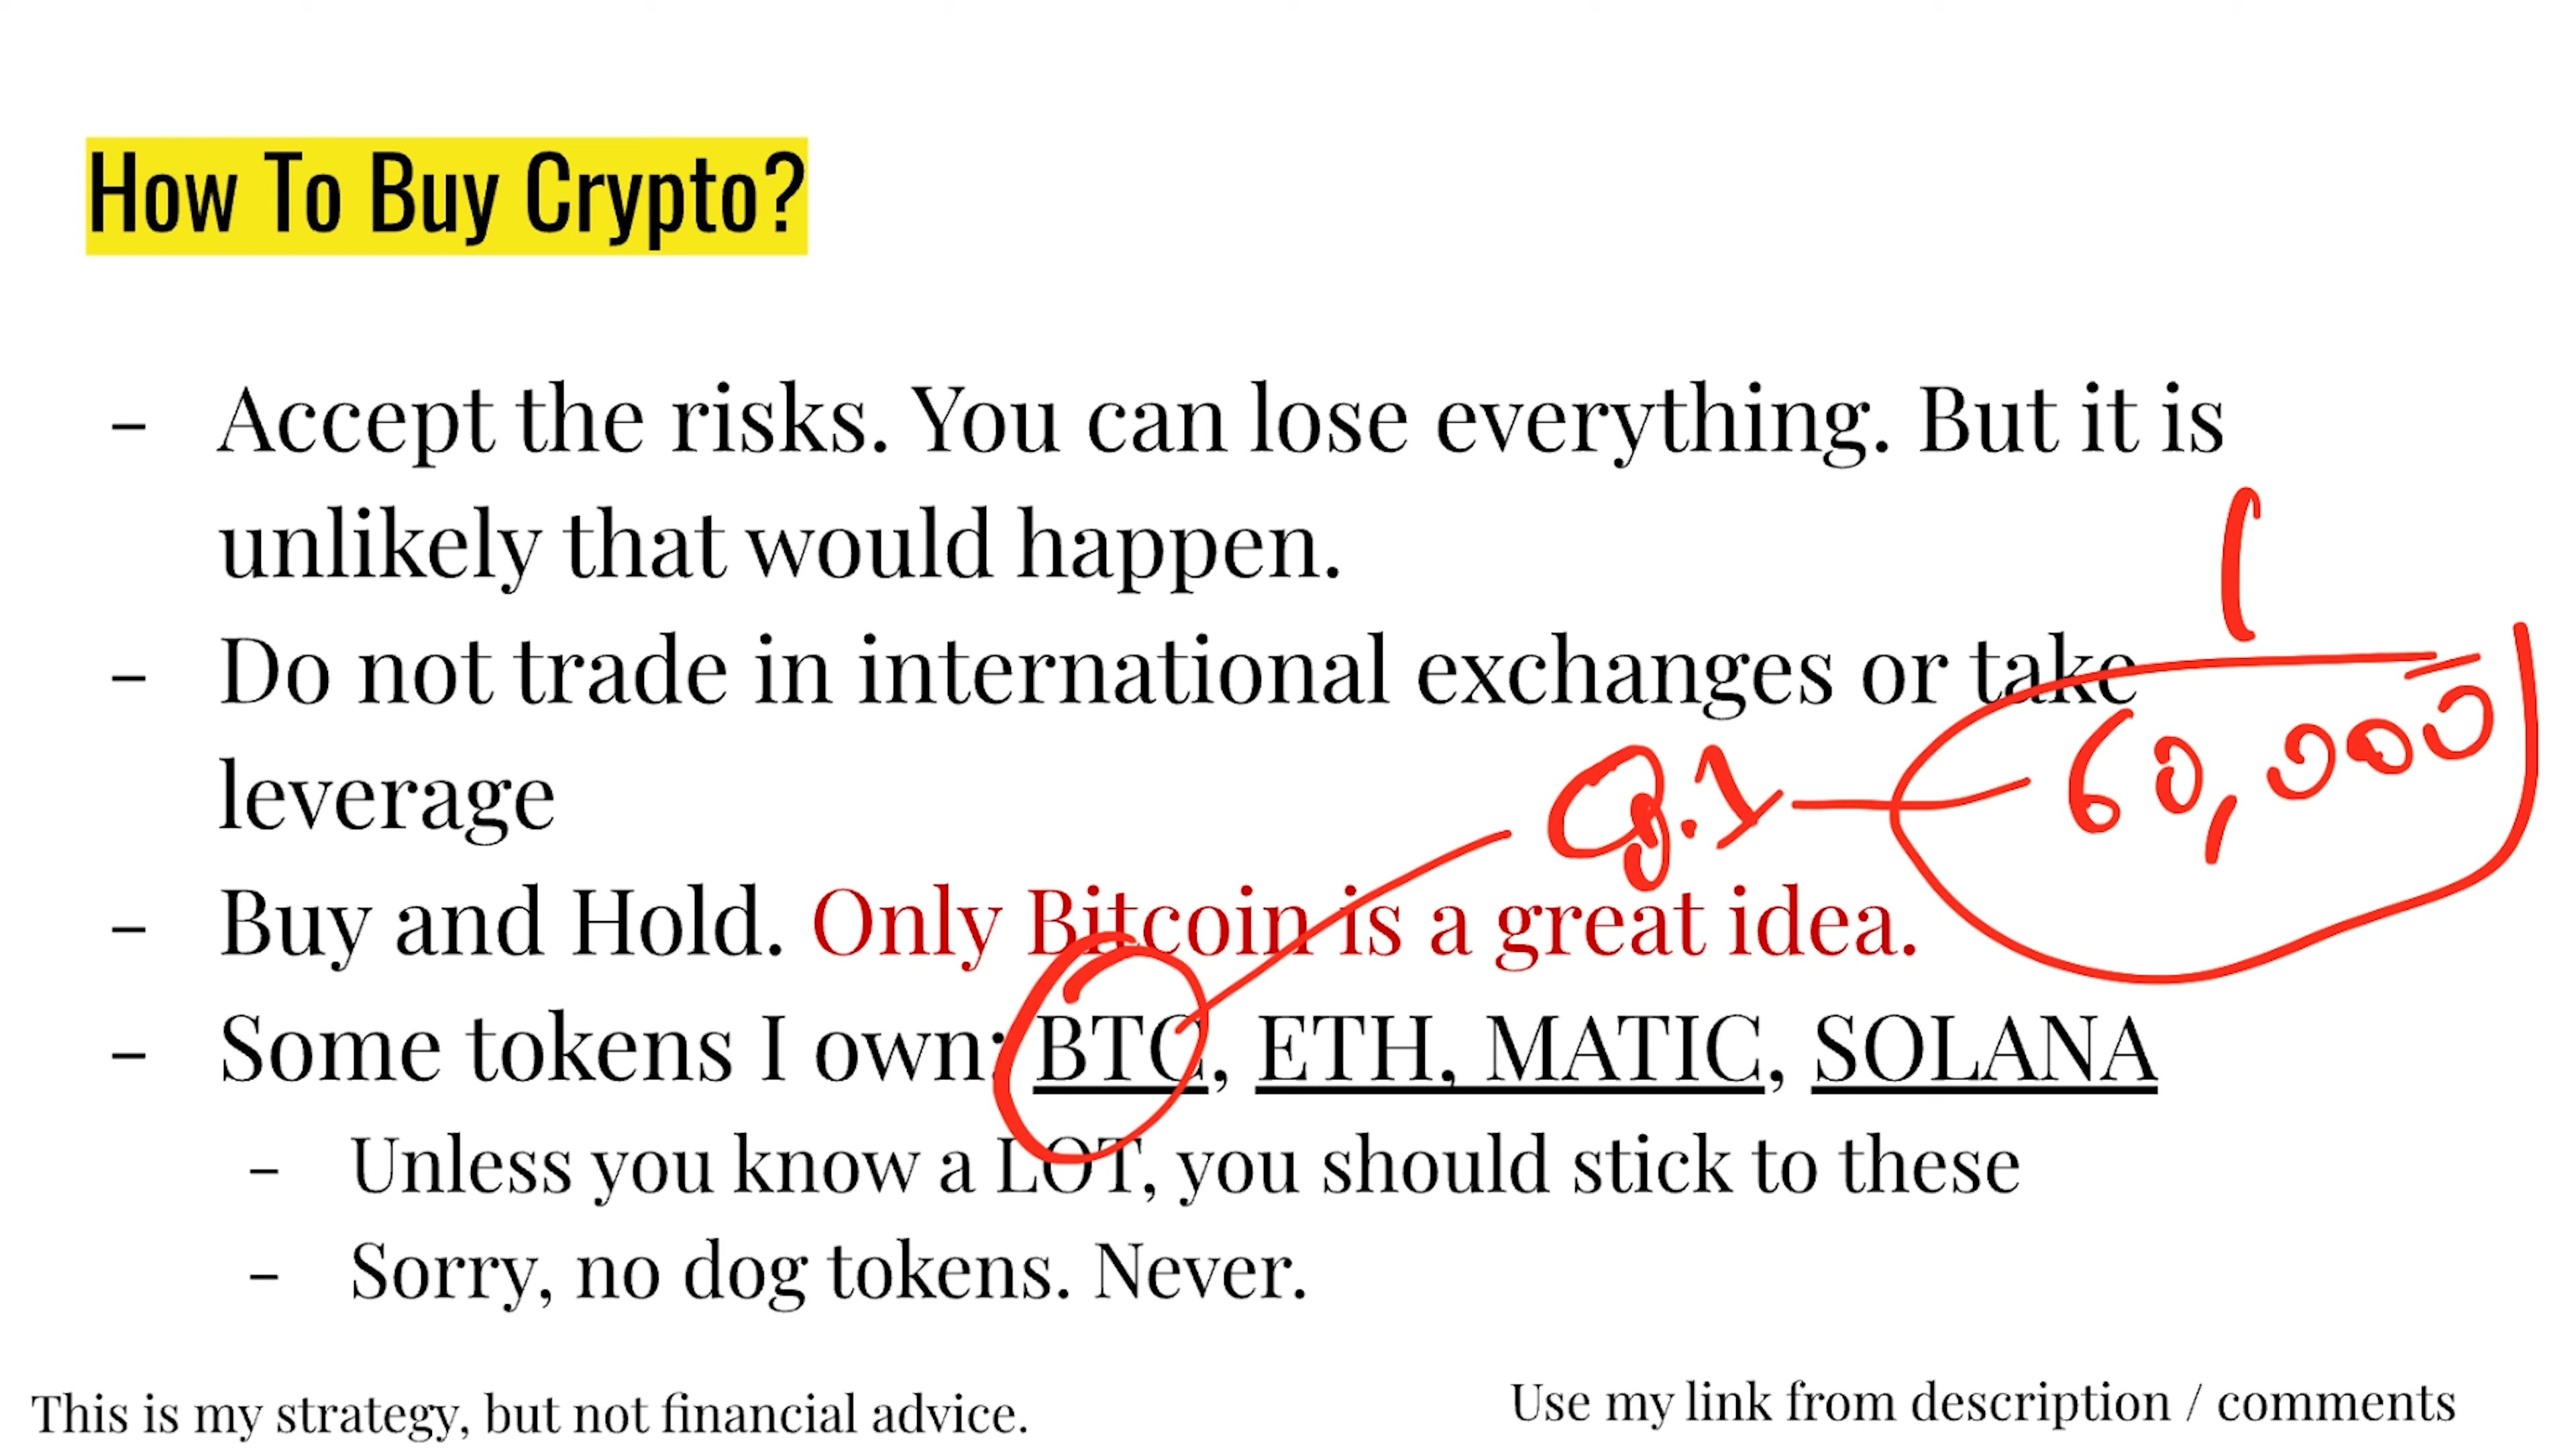 How To Buy Crypto?
- Accept the risks. You can lose everything. But it is
unlikely that would happen.
- Do not trade in international exchanges or take
leverage
0.1 — 60,000
- Buy and Hold. Only Bitcoin is a great idea.
- Some tokens I own: BTC, ETH, MATIC, SOLANA
- Unless you know a LOT, you should stick to these
- Sorry, no dog tokens. Never.
This is my strategy, but not financial advice.
Use my link from description / comments